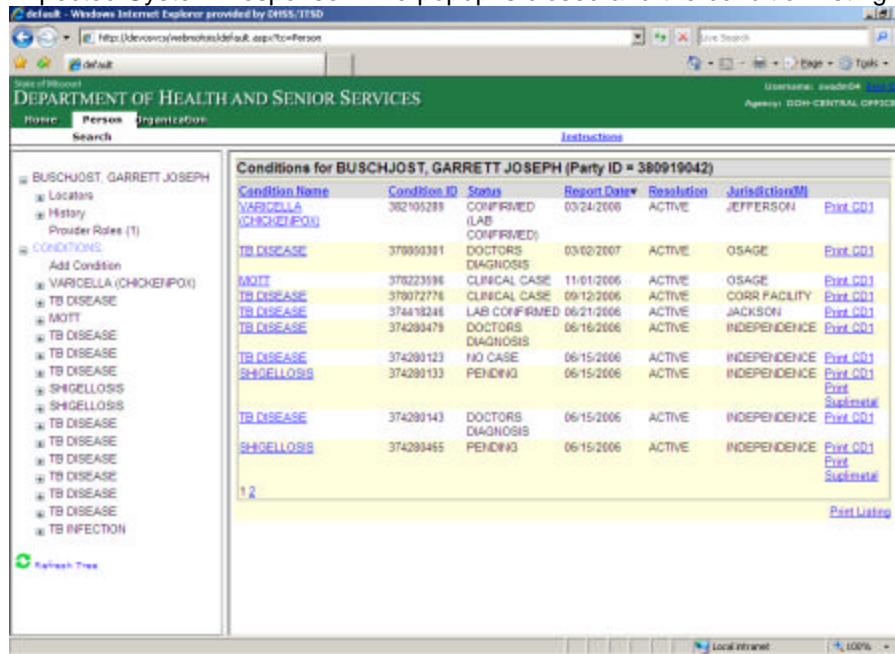 default - Windows Internet Explorer provided by DHSS/ITSD
Live Search
default
Page Tools
State of Missouri
DEPARTMENT OF HEALTH AND SENIOR SERVICES
Agency: DOH-CENTRAL OFFICE
Home Person Organization
Search Instructions
BUSCHJOST, GARRETT JOSEPH
Locators
History
Provider Roles (1)
CONDITIONS
Add Condition
VARICELLA (CHICKENPOX)
TB DISEASE
MOTT
TB DISEASE
TB DISEASE
TB DISEASE
SHIGELLOSIS
SHIGELLOSIS
TB DISEASE
TB DISEASE
TB DISEASE
TB DISEASE
TB DISEASE
TB DISEASE
TB INFECTION
Refresh Tree
Conditions for BUSCHJOST, GARRETT JOSEPH (Party ID = 380919042)
Condition Name Condition ID Status Report Date▼ Resolution Jurisdiction(M)
VARICELLA 382105289 CONFIRMED 03/24/2008 ACTIVE JEFFERSON Print CD1
(CHICKENPOX) (LAB
CONFIRMED)
TB DISEASE 378850301 DOCTORS 03/02/2007 ACTIVE OSAGE Print CD1
DIAGNOSIS
MOTT 378223596 CLINICAL CASE 11/01/2006 ACTIVE OSAGE Print CD1
TB DISEASE 378072776 CLINICAL CASE 09/12/2006 ACTIVE CORR FACILITY Print CD1
TB DISEASE 374418246 LAB CONFIRMED 06/21/2006 ACTIVE JACKSON Print CD1
TB DISEASE 374280479 DOCTORS 06/16/2006 ACTIVE INDEPENDENCE Print CD1
DIAGNOSIS
TB DISEASE 374280123 NO CASE 06/15/2006 ACTIVE INDEPENDENCE Print CD1
SHIGELLOSIS 374280133 PENDING 06/15/2006 ACTIVE INDEPENDENCE Print CD1
Print
Suplimetal
TB DISEASE 374280143 DOCTORS 06/15/2006 ACTIVE INDEPENDENCE Print CD1
DIAGNOSIS
SHIGELLOSIS 374280465 PENDING 06/15/2006 ACTIVE INDEPENDENCE Print CD1
Print
Suplimetal
1 2
Print Listing
Local intranet 100%